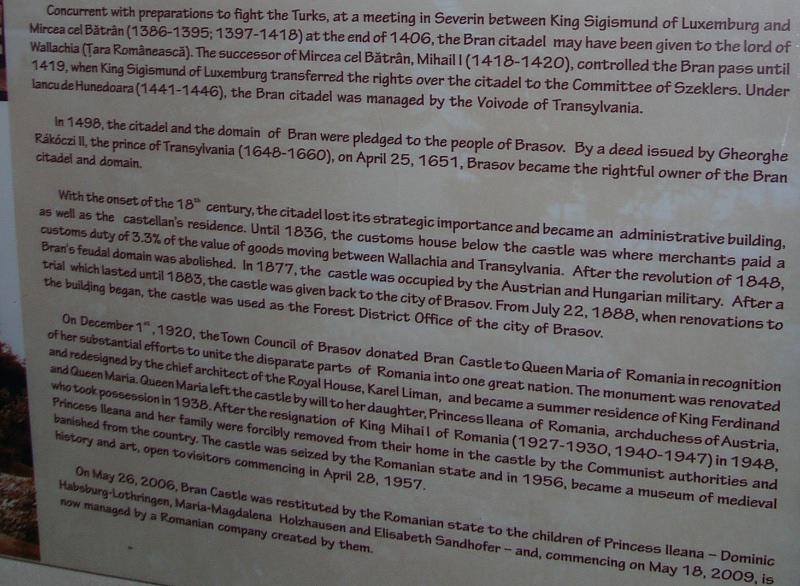 Concurrent with preparations to fight the Turks, at a meeting in Severin between King Sigismund of Luxemburg and
Mircea cel Bătrân (1386-1395; 1397-1418) at the end of 1406, the Bran citadel may have been given to the lord of
Wallachia (Ţara Românească). The successor of Mircea cel Bătrân, Mihail I (1418-1420), controlled the Bran pass until
1419, when King Sigismund of Luxemburg transferred the rights over the citadel to the Committee of Szeklers. Under
Iancu de Hunedoara (1441-1446), the Bran citadel was managed by the Voivode of Transylvania.
In 1498, the citadel and the domain of Bran were pledged to the people of Brasov. By a deed issued by Gheorghe
Rákóczi II, the prince of Transylvania (1648-1660), on April 25, 1651, Brasov became the rightful owner of the Bran
citadel and domain.
With the onset of the 18th century, the citadel lost its strategic importance and became an administrative building,
as well as the castellan's residence. Until 1836, the customs house below the castle was where merchants paid a
customs duty of 3.3% of the value of goods moving between Wallachia and Transylvania. After the revolution of 1848,
Bran's feudal domain was abolished. In 1877, the castle was occupied by the Austrian and Hungarian military. After a
trial which lasted until 1883, the castle was given back to the city of Brasov. From July 22, 1888, when renovations to
the building began, the castle was used as the Forest District Office of the city of Brasov.
On December 1st, 1920, the Town Council of Brasov donated Bran Castle to Queen Maria of Romania in recognition
of her substantial efforts to unite the disparate parts of Romania into one great nation. The monument was renovated
and redesigned by the chief architect of the Royal House, Karel Liman, and became a summer residence of King Ferdinand
and Queen Maria. Queen Maria left the castle by will to her daughter, Princess Ileana of Romania, archduchess of Austria,
who took possession in 1938. After the resignation of King Mihai I of Romania (1927-1930, 1940-1947) in 1948,
Princess Ileana and her family were forcibly removed from their home in the castle by the Communist authorities and
banished from the country. The castle was seized by the Romanian state and in 1956, became a museum of medieval
history and art, open to visitors commencing in April 28, 1957.
On May 26, 2006, Bran Castle was restituted by the Romanian state to the children of Princess Ileana – Dominic
Habsburg-Lothringen, Maria-Magdalena Holzhausen and Elisabeth Sandhofer – and, commencing on May 18, 2009, is
now managed by a Romanian company created by them.